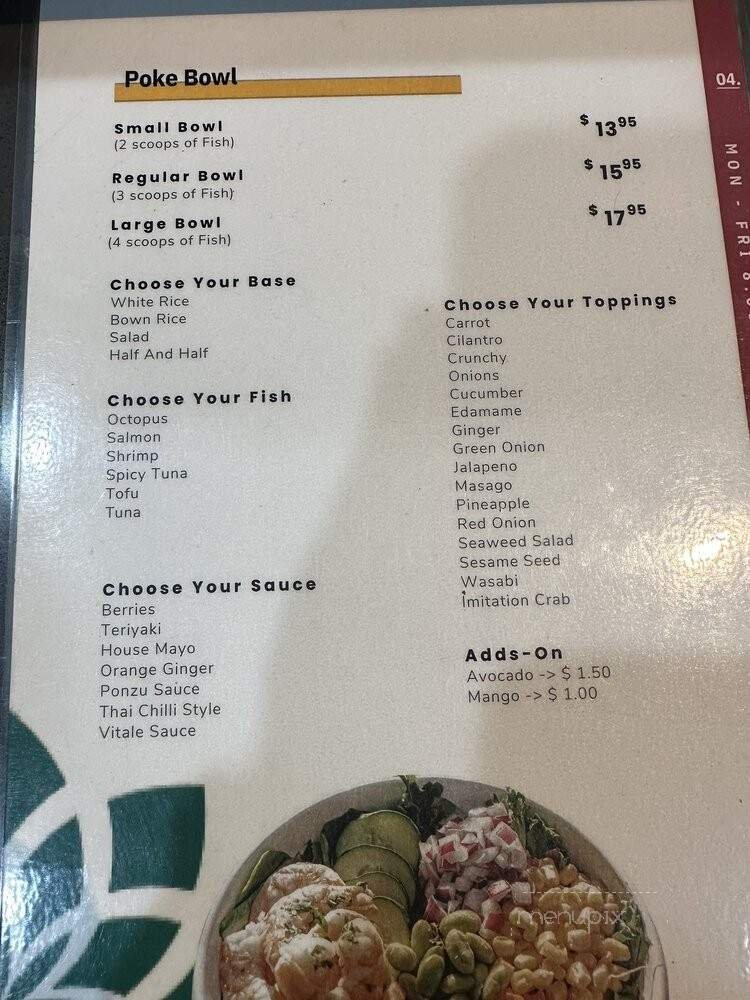 Poke Bowl
Small Bowl
(2 scoops of Fish)
$ 13 95
Regular Bowl
(3 scoops of Fish)
$ 15 95
Large Bowl
(4 scoops of Fish)
$ 17 95
Choose Your Base
White Rice
Bown Rice
Salad
Half And Half
Choose Your Fish
Octopus
Salmon
Shrimp
Spicy Tuna
Tofu
Tuna
Choose Your Sauce
Berries
Teriyaki
House Mayo
Orange Ginger
Ponzu Sauce
Thai Chilli Style
Vitale Sauce
Choose Your Toppings
Carrot
Cilantro
Crunchy
Onions
Cucumber
Edamame
Ginger
Green Onion
Jalapeno
Masago
Pineapple
Red Onion
Seaweed Salad
Sesame Seed
Wasabi
Imitation Crab
Adds-On
Avocado -> $ 1.50
Mango -> $ 1.00
04.
MON - FRI
menupix